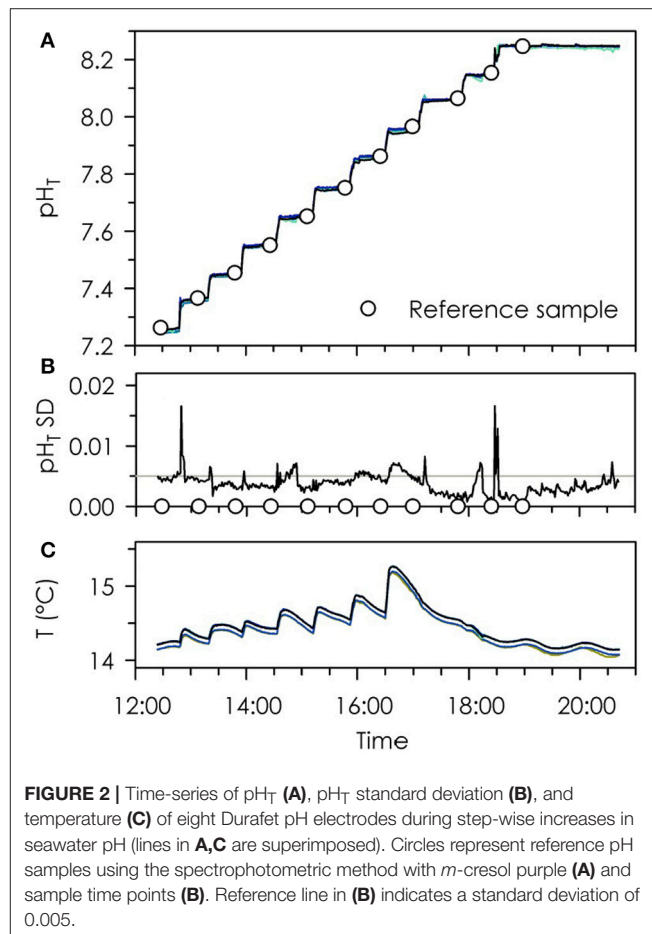 A
8.2
8.0
7.8
7.6
7.4
7.2
pH_T
Reference sample
B
0.02
0.01
0.00
pH_T SD
C
15
14
T (°C)
12:00 14:00 16:00 18:00 20:00
Time
FIGURE 2 | Time-series of pH_T (A), pH_T standard deviation (B), and
temperature (C) of eight Durafet pH electrodes during step-wise increases in
seawater pH (lines in A,C are superimposed). Circles represent reference pH
samples using the spectrophotometric method with m-cresol purple (A) and
sample time points (B). Reference line in (B) indicates a standard deviation of
0.005.